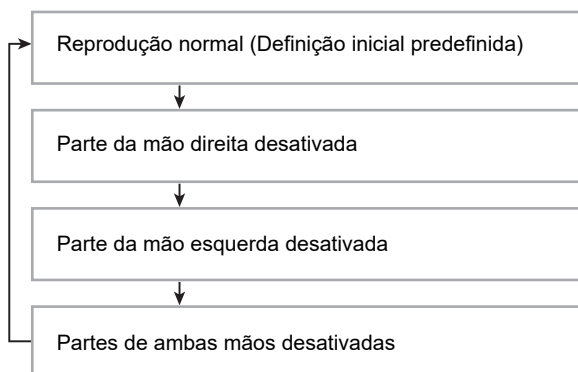 Reprodução normal (Definição inicial predefinida)
Parte da mão direita desativada
Parte da mão esquerda desativada
Partes de ambas mãos desativadas